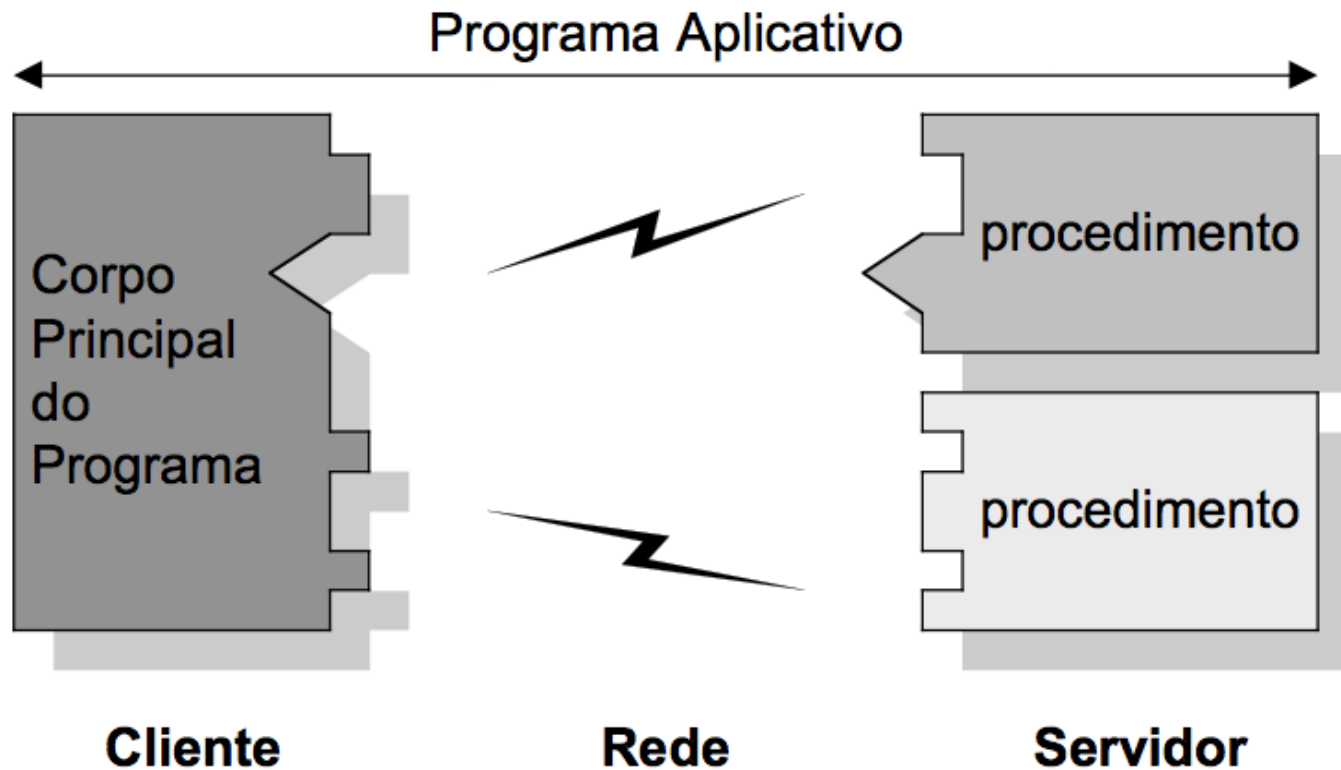 Programa Aplicativo
Corpo
Principal
do
Programa
procedimento
procedimento
Cliente
Rede
Servidor